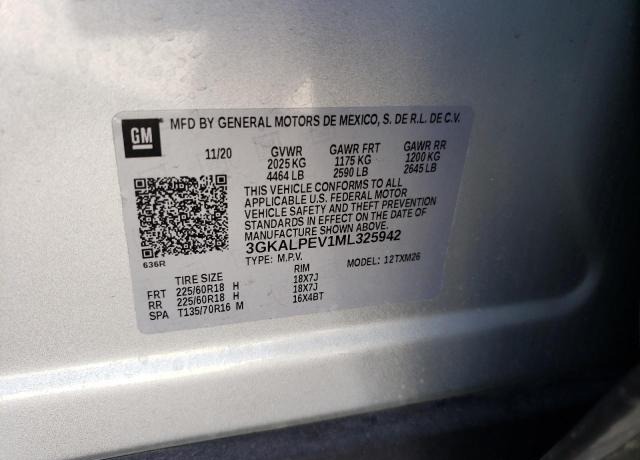 GM MFD BY GENERAL MOTORS DE MEXICO, S. DE R.L. DE C.V.
11/20 GVWR GAWR FRT GAWR RR
2025 KG 1175 KG 1200 KG
4464 LB 2590 LB 2645 LB
THIS VEHICLE CONFORMS TO ALL
APPLICABLE U.S. FEDERAL MOTOR
VEHICLE SAFETY AND THEFT PREVENTION
STANDARDS IN EFFECT ON THE DATE OF
MANUFACTURE SHOWN ABOVE.
3GKALPEV1ML325942
636R TYPE: M.P.V. MODEL: 12TXM26
TIRE SIZE RIM
FRT 225/60R18 H 18X7J
RR 225/60R18 H 18X7J
SPA T135/70R16 M 16X4BT